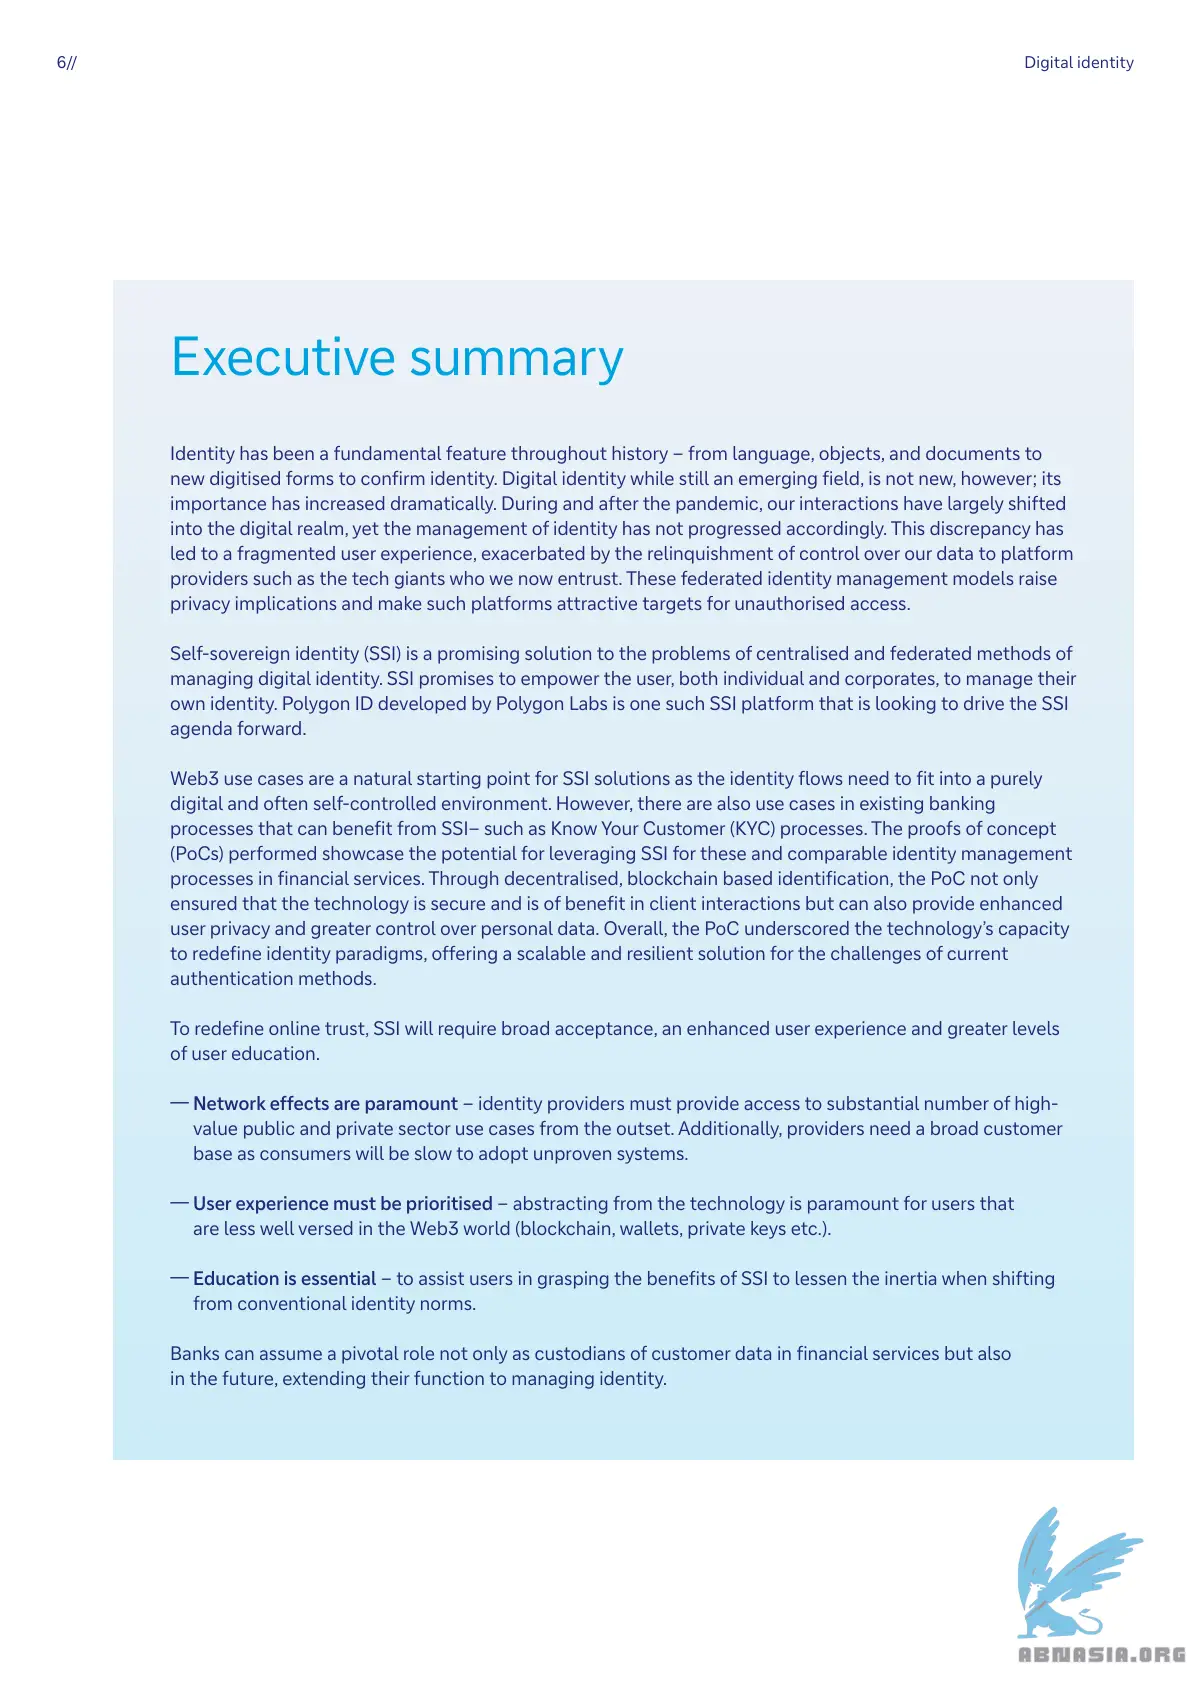 6//
Digital identity
Executive summary
Identity has been a fundamental feature throughout history – from language, objects, and documents to
new digitised forms to confirm identity. Digital identity while still an emerging field, is not new, however; its
importance has increased dramatically. During and after the pandemic, our interactions have largely shifted
into the digital realm, yet the management of identity has not progressed accordingly. This discrepancy has
led to a fragmented user experience, exacerbated by the relinquishment of control over our data to platform
providers such as the tech giants who we now entrust. These federated identity management models raise
privacy implications and make such platforms attractive targets for unauthorised access.
Self-sovereign identity (SSI) is a promising solution to the problems of centralised and federated methods of
managing digital identity. SSI promises to empower the user, both individual and corporates, to manage their
own identity. Polygon ID developed by Polygon Labs is one such SSI platform that is looking to drive the SSI
agenda forward.
Web3 use cases are a natural starting point for SSI solutions as the identity flows need to fit into a purely
digital and often self-controlled environment. However, there are also use cases in existing banking
processes that can benefit from SSI– such as Know Your Customer (KYC) processes. The proofs of concept
(PoCs) performed showcase the potential for leveraging SSI for these and comparable identity management
processes in financial services. Through decentralised, blockchain based identification, the PoC not only
ensured that the technology is secure and is of benefit in client interactions but can also provide enhanced
user privacy and greater control over personal data. Overall, the PoC underscored the technology’s capacity
to redefine identity paradigms, offering a scalable and resilient solution for the challenges of current
authentication methods.
To redefine online trust, SSI will require broad acceptance, an enhanced user experience and greater levels
of user education.
— Network effects are paramount – identity providers must provide access to substantial number of high-
value public and private sector use cases from the outset. Additionally, providers need a broad customer
base as consumers will be slow to adopt unproven systems.
— User experience must be prioritised – abstracting from the technology is paramount for users that
are less well versed in the Web3 world (blockchain, wallets, private keys etc.).
— Education is essential – to assist users in grasping the benefits of SSI to lessen the inertia when shifting
from conventional identity norms.
Banks can assume a pivotal role not only as custodians of customer data in financial services but also
in the future, extending their function to managing identity.
ABNASIA.ORG